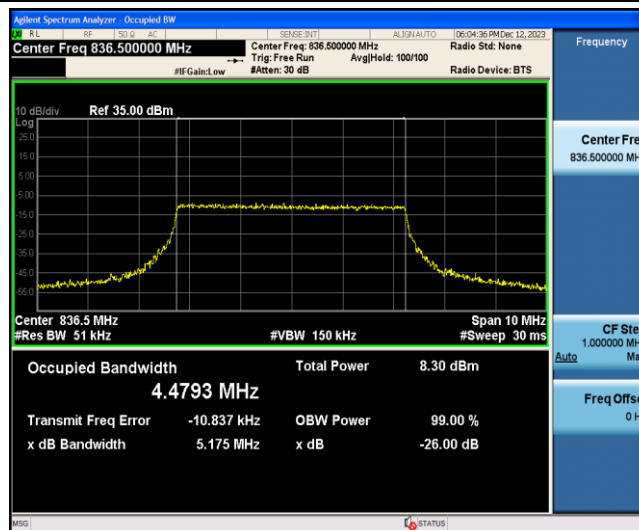 Agilent Spectrum Analyzer - Occupied BW
RL RF 50 Ω AC SENSE:INT ALIGN AUTO 06:04:36 PM Dec 12, 2023
Center Freq 836.500000 MHz Center Freq: 836.500000 MHz Radio Std: None
Trig: Free Run Avg|Hold: 100/100
#IFGain:Low #Atten: 30 dB Radio Device: BTS
Frequency
10 dB/div Ref 35.00 dBm
Log
25.0
15.0
5.00
-5.00
-15.0
-25.0
-35.0
-45.0
-55.0
Center 836.5 MHz Span 10 MHz
#Res BW 51 kHz #VBW 150 kHz #Sweep 30 ms
Occupied Bandwidth Total Power 8.30 dBm
4.4793 MHz
Transmit Freq Error -10.837 kHz OBW Power 99.00 %
x dB Bandwidth 5.175 MHz x dB -26.00 dB
Center Fre
836.500000 MH
CF Ste
1.000000 MH
Auto Ma
Freq Offs
0 H
MSG STATUS